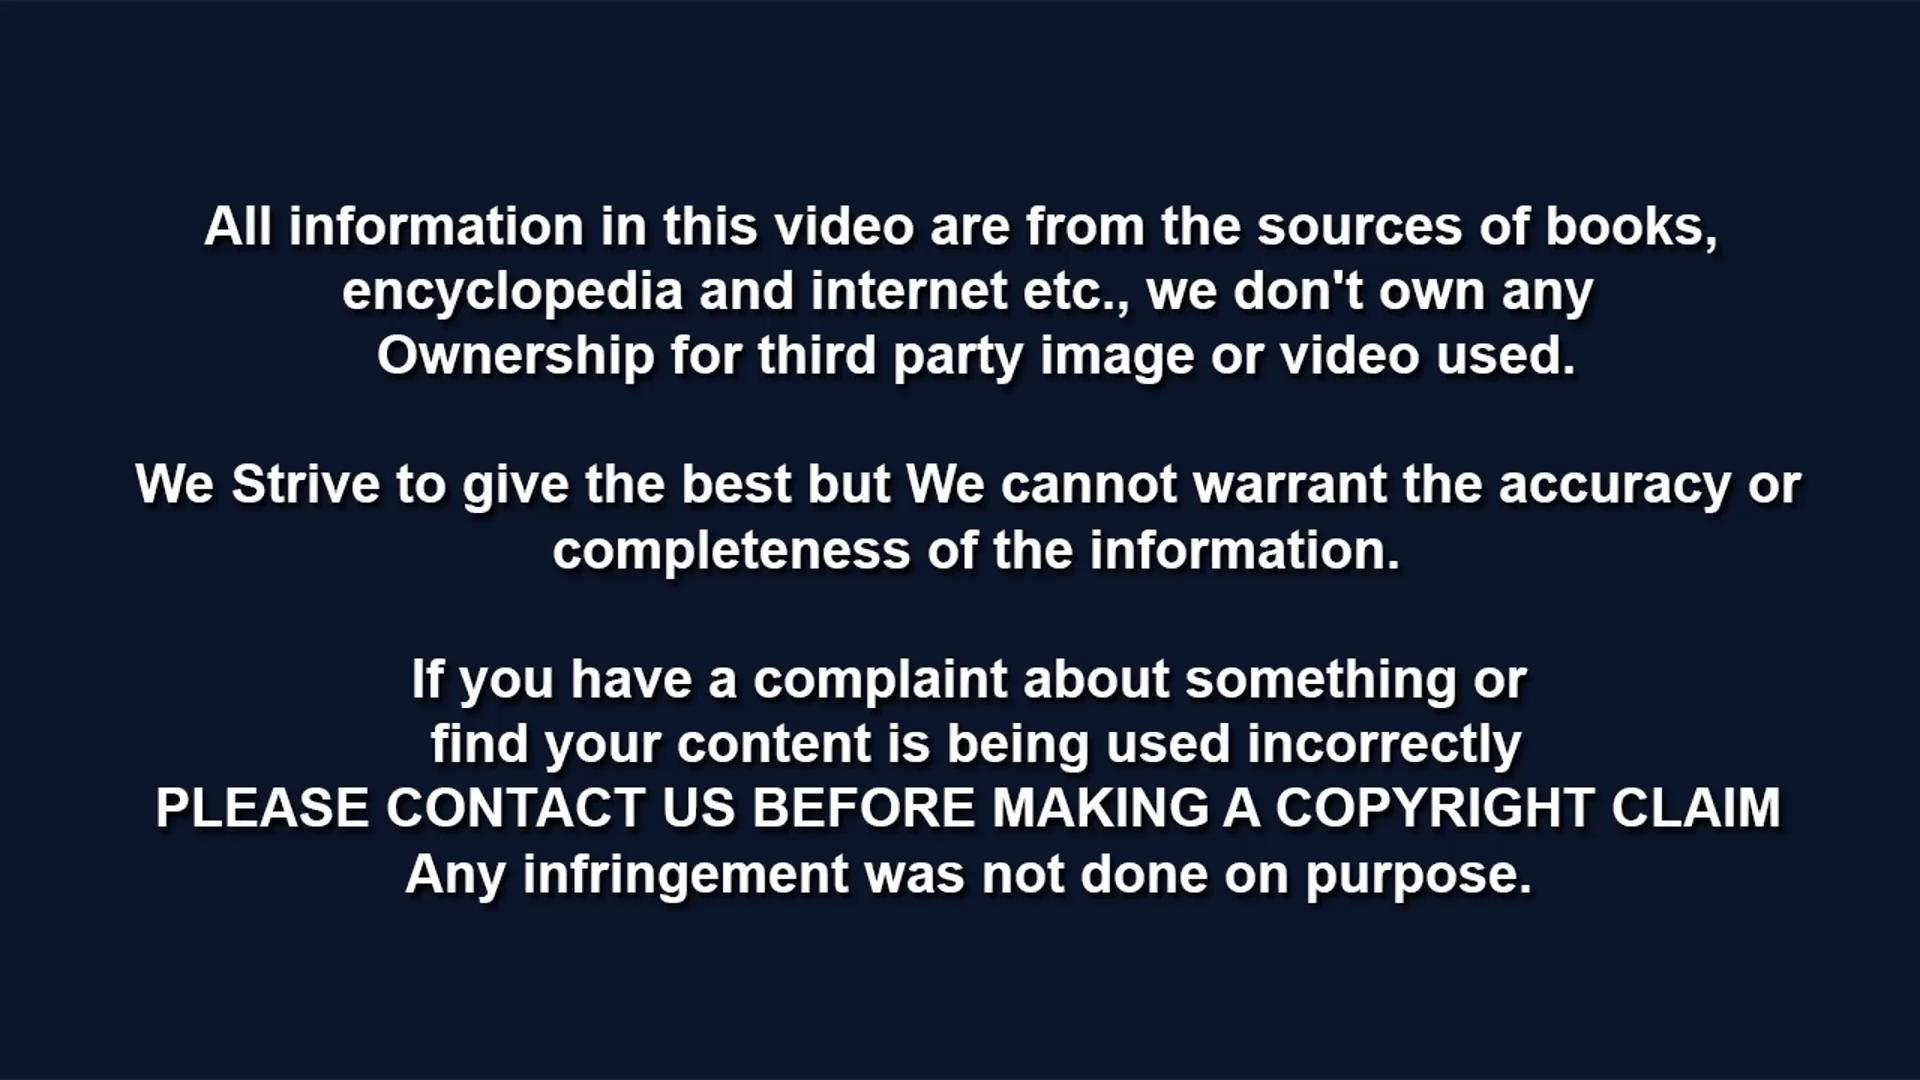 All information in this video are from the sources of books,
encyclopedia and internet etc., we don't own any
Ownership for third party image or video used.
We Strive to give the best but We cannot warrant the accuracy or
completeness of the information.
If you have a complaint about something or
find your content is being used incorrectly
PLEASE CONTACT US BEFORE MAKING A COPYRIGHT CLAIM
Any infringement was not done on purpose.